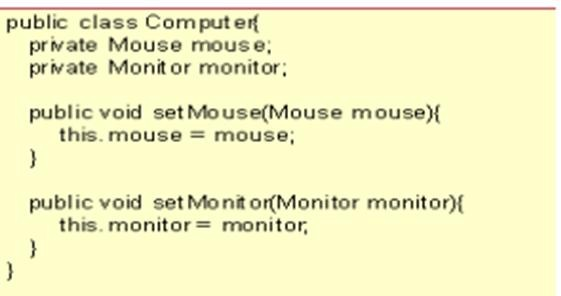 public class Computer{
private Mouse mouse;
private Monitor monitor;
public void setMouse(Mouse mouse){
this.mouse = mouse;
}
public void setMonitor(Monitor monitor){
this.monitor = monitor;
}
}